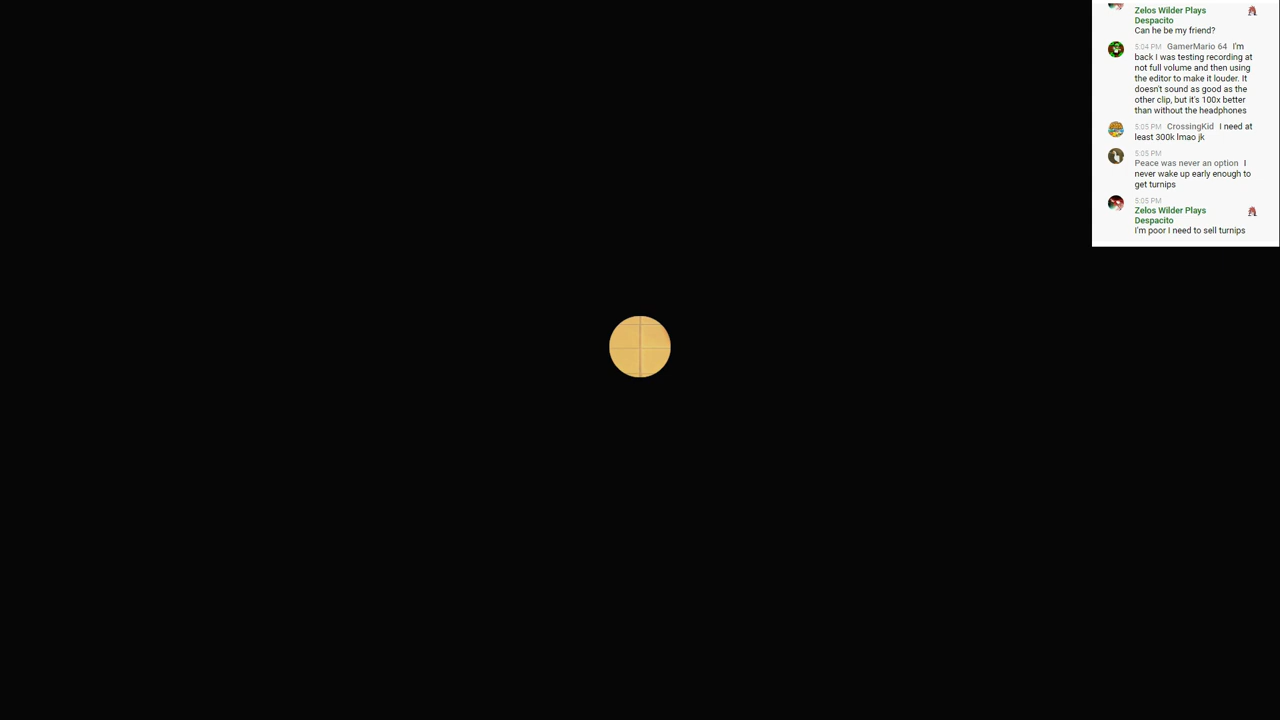 Zelos Wilder Plays
Despacito
Can he be my friend?
5:04 PM GamerMario 64 I'm
back I was testing recording at
not full volume and then using
the editor to make it louder. It
doesn't sound as good as the
other clip, but it's 100x better
than without the headphones
5:05 PM CrossingKid I need at
least 300k lmao jk
5:05 PM
Peace was never an option I
never wake up early enough to
get turnips
5:05 PM
Zelos Wilder Plays
Despacito
I'm poor I need to sell turnips